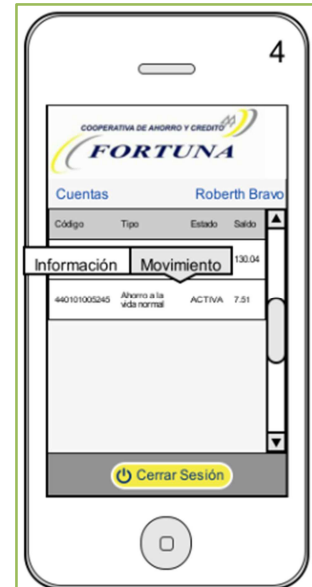 4
COOPERATIVA DE AHORRO Y CREDITO
FORTUNA
Cuentas Roberth Bravo
Código Tipo Estado Saldo
130.04
Información Movimiento
440101005245 Ahorro a la vida normal ACTIVA 7.51
Cerrar Sesión